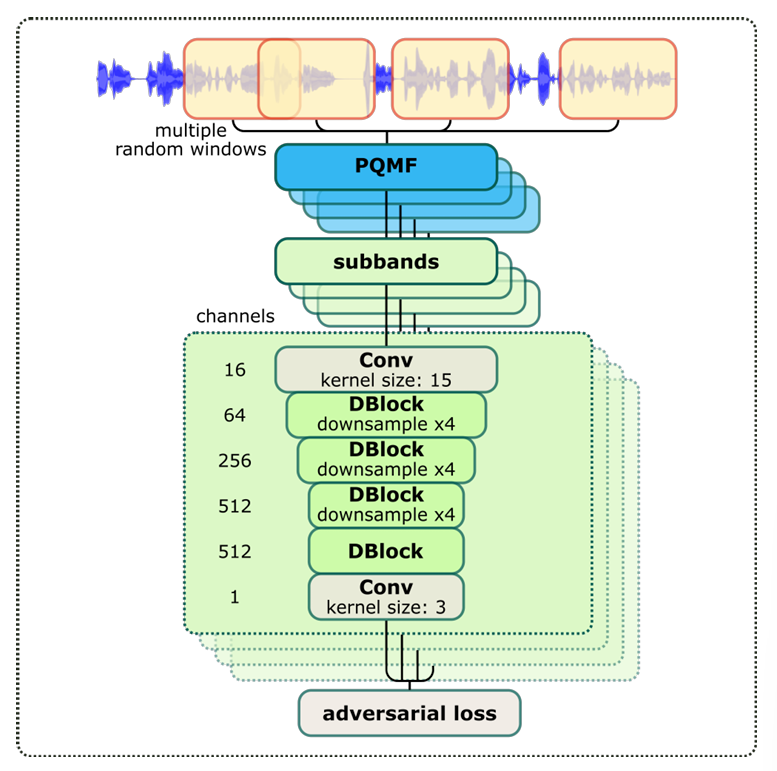 multiple
random windows
PQMF
subbands
channels
16
Conv
kernel size: 15
64
DBlock
downsample x4
256
DBlock
downsample x4
512
DBlock
downsample x4
512
DBlock
1
Conv
kernel size: 3
adversarial loss